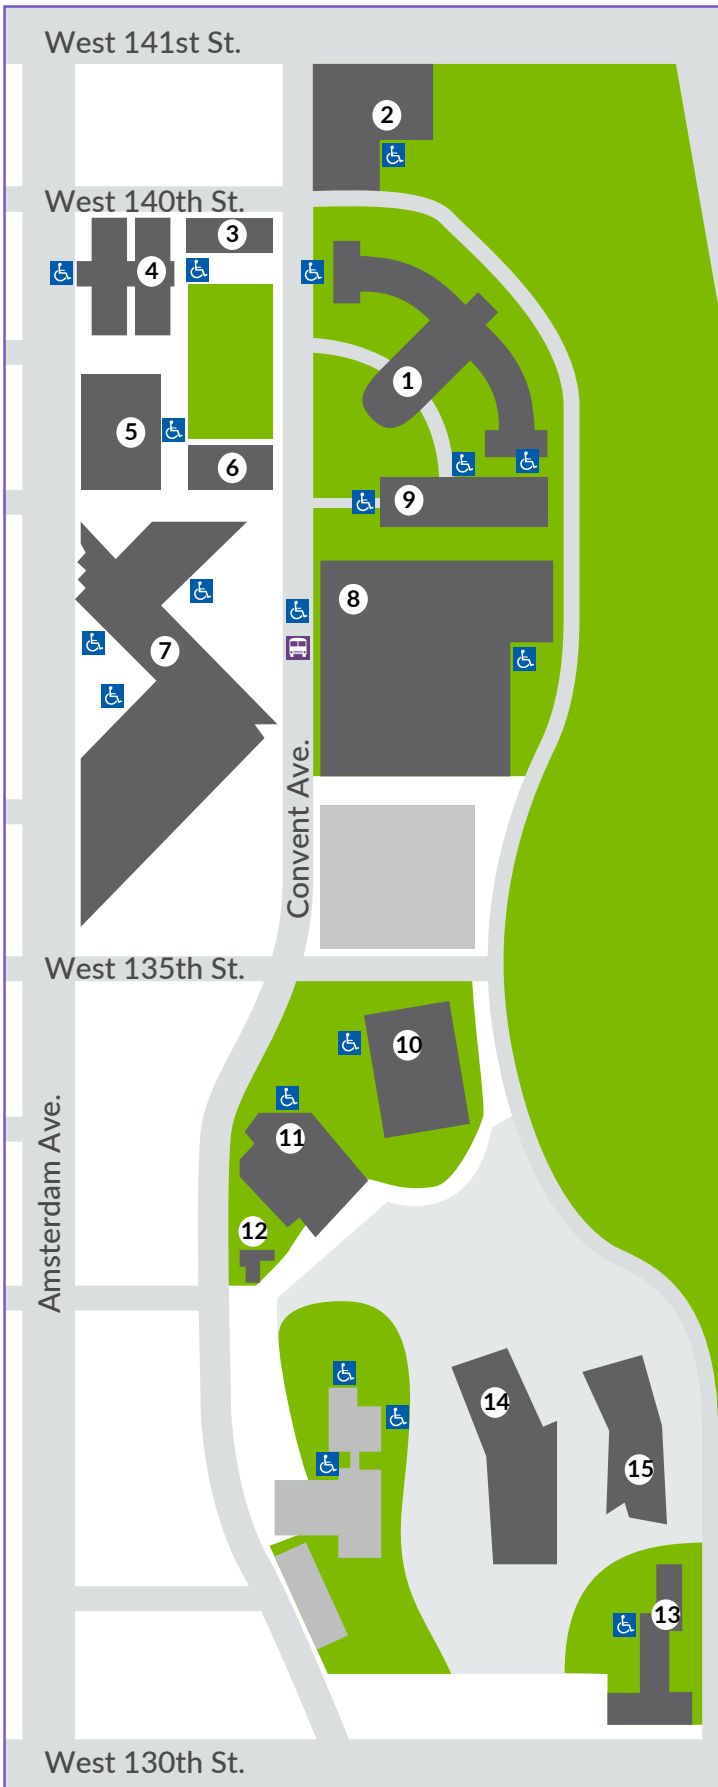 West 141st St.
2
West 140th St.
3
4
1
5
6
9
8
7
Convent Ave.
West 135th St.
10
Amsterdam Ave.
11
12
14
15
13
West 130th St.